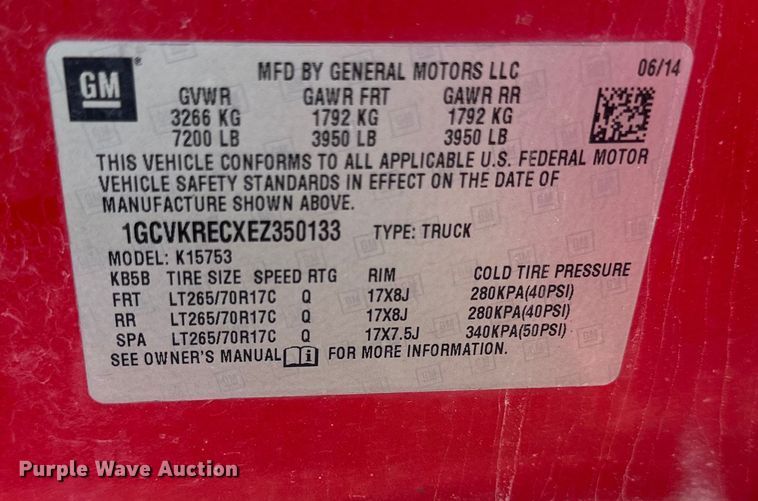 GM ® MFD BY GENERAL MOTORS LLC 06/14
GVWR GAWR FRT GAWR RR
3266 KG 1792 KG 1792 KG
7200 LB 3950 LB 3950 LB
THIS VEHICLE CONFORMS TO ALL APPLICABLE U.S. FEDERAL MOTOR
VEHICLE SAFETY STANDARDS IN EFFECT ON THE DATE OF
MANUFACTURE SHOWN ABOVE.
1GCVKRECXEZ350133 TYPE: TRUCK
MODEL: K15753
KB5B TIRE SIZE SPEED RTG RIM COLD TIRE PRESSURE
FRT LT265/70R17C Q 17X8J 280KPA(40PSI)
RR LT265/70R17C Q 17X8J 280KPA(40PSI)
SPA LT265/70R17C Q 17X7.5J 340KPA(50PSI)
SEE OWNER'S MANUAL i FOR MORE INFORMATION.
Purple Wave Auction